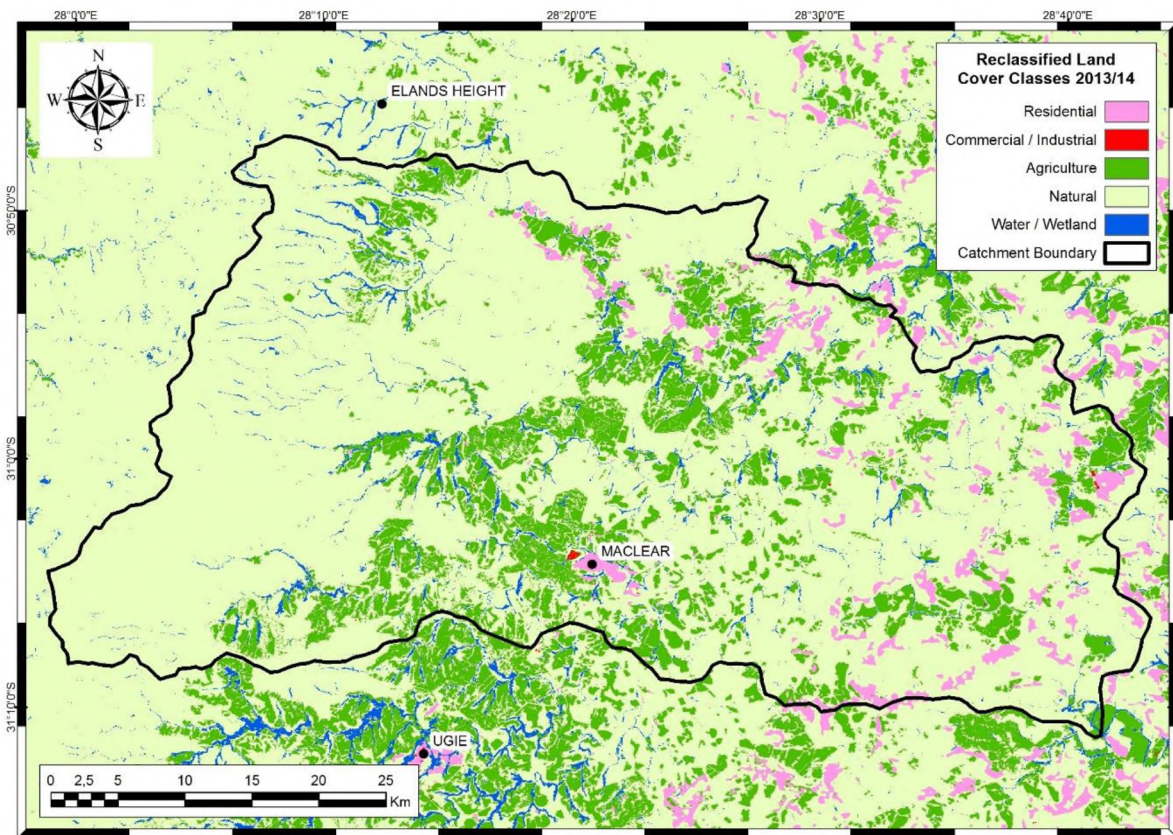 28°0'0"E 28°10'0"E 28°20'0"E 28°30'0"E 28°40'0"E
N
W E
S
ELANDS HEIGHT
Reclassified Land
Cover Classes 2013/14
Residential
Commercial / Industrial
Agriculture
Natural
Water / Wetland
Catchment Boundary
30°50'0"S
31°0'0"S
MACLEAR
31°10'0"S
UGIE
0 2,5 5 10 15 20 25
Km